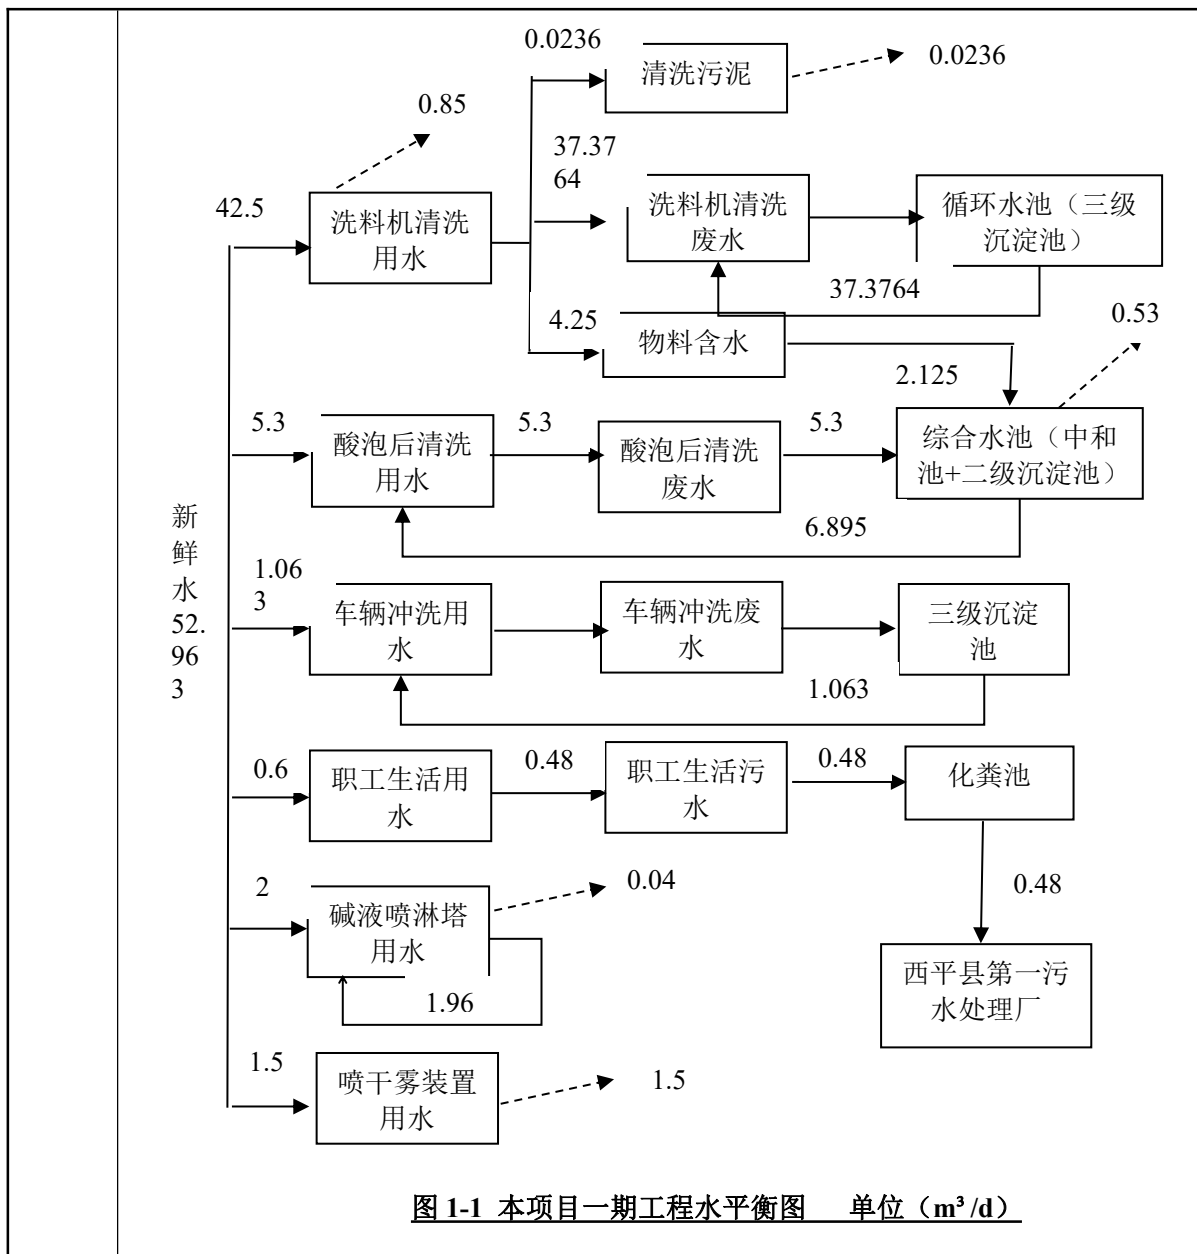 0.0236
清洗污泥
0.0236
0.85
37.37
64
42.5
洗料机清洗
用水
洗料机清洗
废水
循环水池（三级
沉淀池）
37.3764
4.25
物料含水
0.53
2.125
5.3
酸泡后清洗
用水
5.3
酸泡后清洗
废水
5.3
综合水池（中和
池+二级沉淀池）
6.895
新
鲜
水
52.
96
3
1.06
3
车辆冲洗用
水
车辆冲洗废
水
三级沉淀
池
1.063
0.6
职工生活用
水
0.48
职工生活污
水
0.48
化粪池
0.48
西平县第一污
水处理厂
2
碱液喷淋塔
用水
0.04
1.96
1.5
喷干雾装置
用水
1.5
图 1-1 本项目一期工程水平衡图 单位（m³ /d）